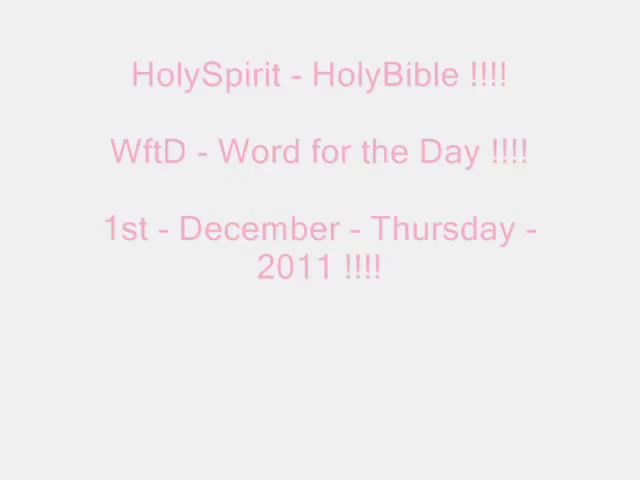 HolySpirit - HolyBible !!!!
WftD - Word for the Day !!!!
1st - December - Thursday -
2011 !!!!